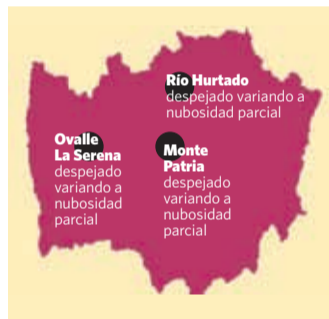 Río Hurtado
despejado variando a
nubosidad parcial
Ovalle
La Serena
despejado
variando a
nubosidad
parcial
Monte
Patria
despejado
variando a
nubosidad
parcial